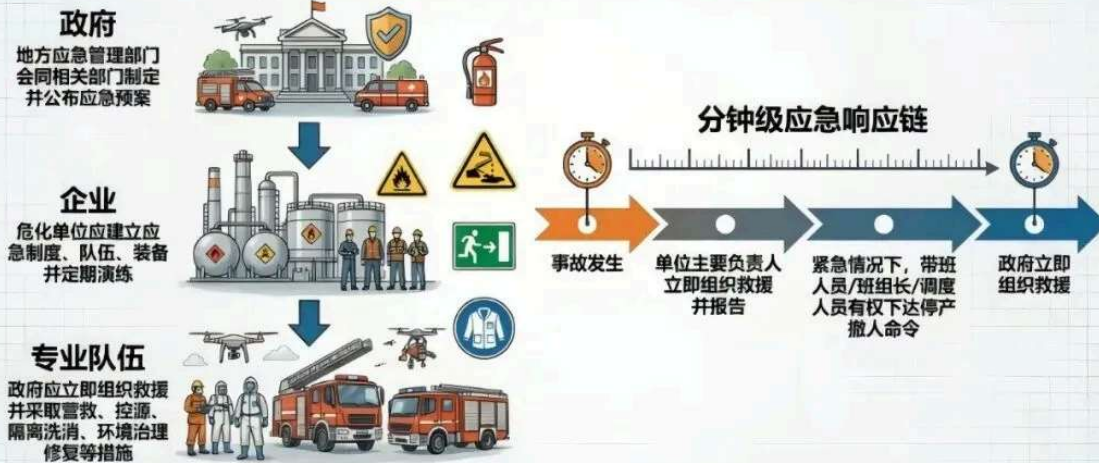 政府
地方应急管理部门
会同相关部门制定
并公布应急预案
企业
危化单位应建立应
急制度、队伍、装备
并定期演练
专业队伍
政府应立即组织救援
并采取营救、控源、
隔离洗消、环境治理
修复等措施
分钟级应急响应链
事故发生
单位主要负责人
立即组织救援
并报告
紧急情况下，带班
人员/班组长/调度
人员有权下达停产
撤人命令
政府立即
组织救援